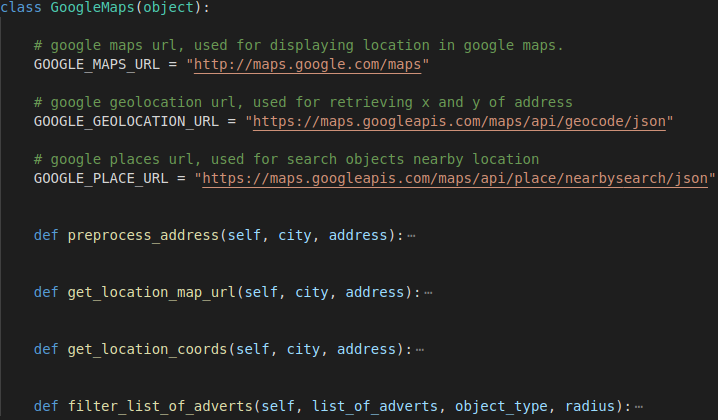 class GoogleMaps(object):
# google maps url, used for displaying location in google maps.
GOOGLE_MAPS_URL = "http://maps.google.com/maps"
# google geolocation url, used for retrieving x and y of address
GOOGLE_GEOLOCATION_URL = "https://maps.googleapis.com/maps/api/geocode/json"
# google places url, used for search objects nearby location
GOOGLE_PLACE_URL = "https://maps.googleapis.com/maps/api/place/nearbysearch/json"
def preprocess_address(self, city, address):⋯
def get_location_map_url(self, city, address):⋯
def get_location_coords(self, city, address):⋯
def filter_list_of_adverts(self, list_of_adverts, object_type, radius):⋯